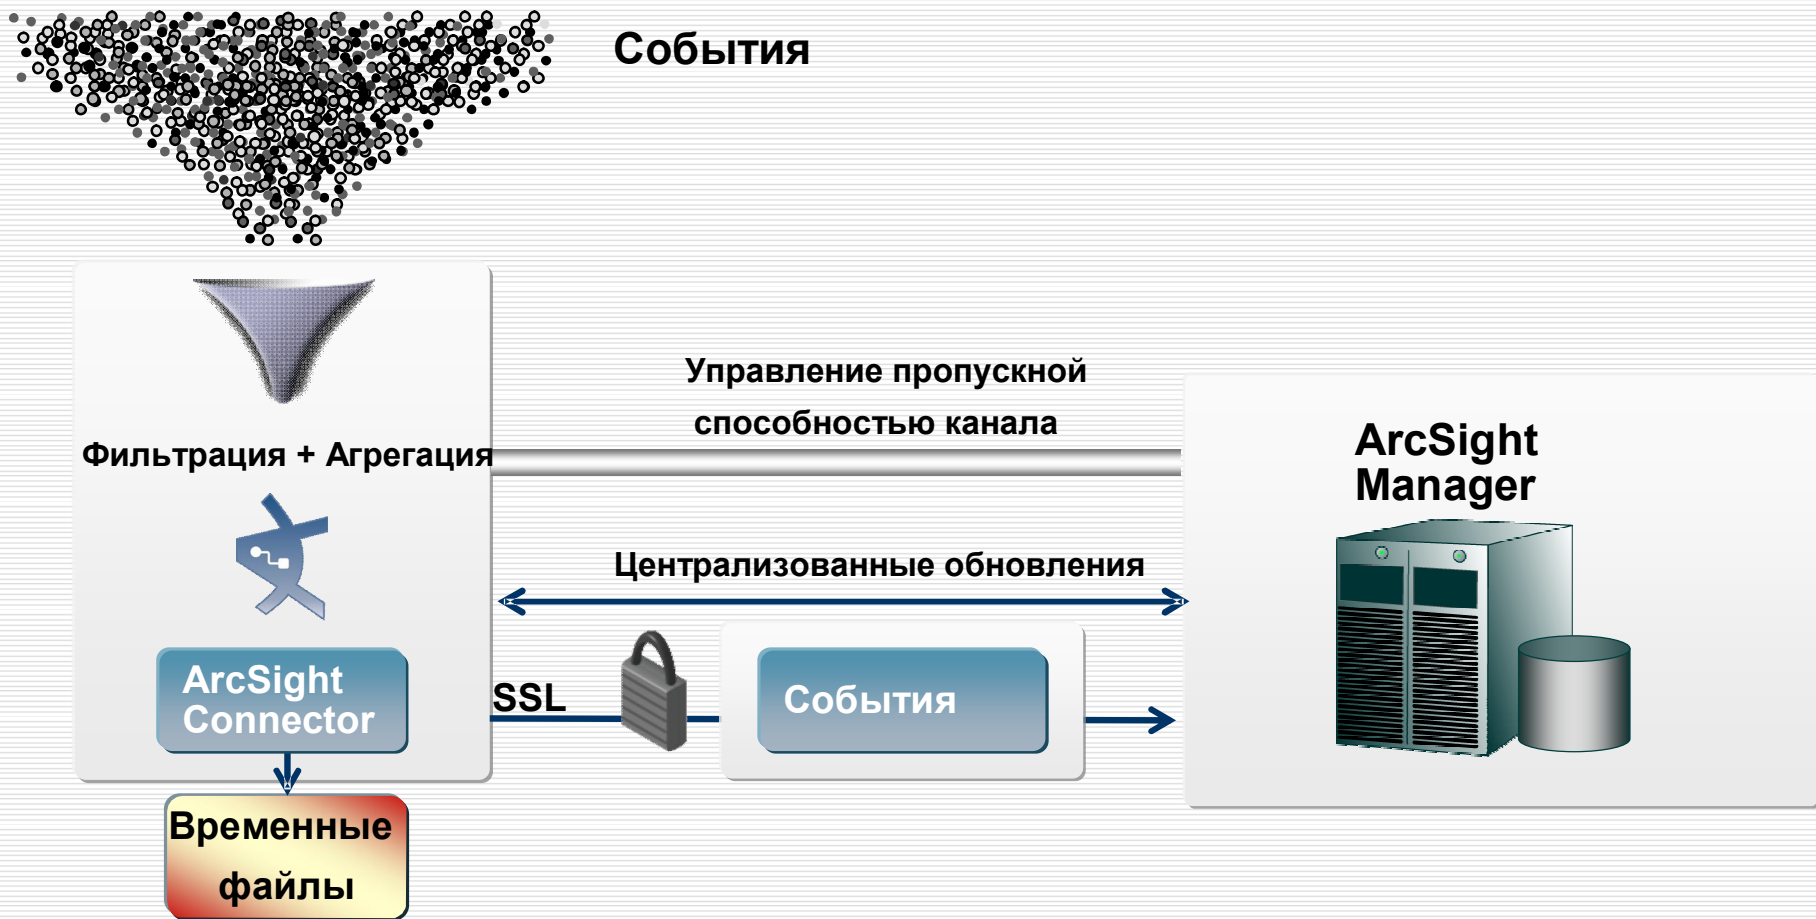 События
Управление пропускной
способностью канала
Фильтрация + Агрегация
ArcSight
Manager
Централизованные обновления
ArcSight
Connector
SSL
События
Временные
файлы